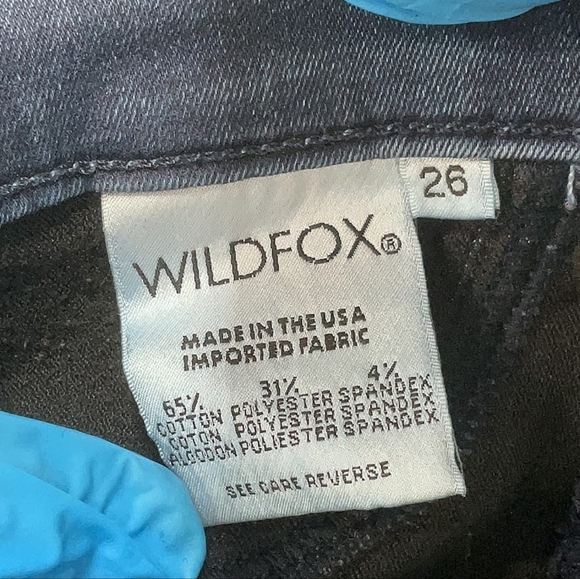 26
WILDFOX®
MADE IN THE USA
IMPORTED FABRIC
65% 31% 4%
COTTON POLYESTER SPANDEX
COTON POLYESTER SPANDEX
ALGODON POLIESTER SPANDEX
SEE CARE REVERSE